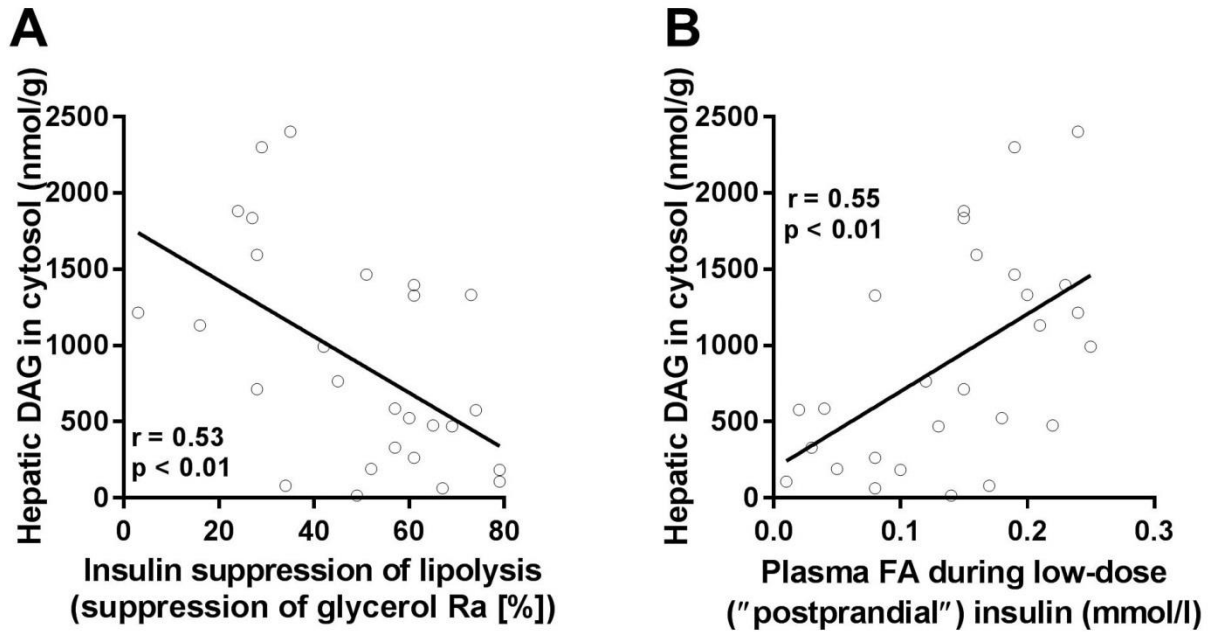 A
Hepatic DAG in cytosol (nmol/g)
2500
2000
1500
1000
500
0
r = 0.53
p < 0.01
0 20 40 60 80
Insulin suppression of lipolysis
(suppression of glycerol Ra [%])
B
Hepatic DAG in cytosol (nmol/g)
2500
2000
1500
1000
500
0
r = 0.55
p < 0.01
0.0 0.1 0.2 0.3
Plasma FA during low-dose
(″postprandial″) insulin (mmol/l)